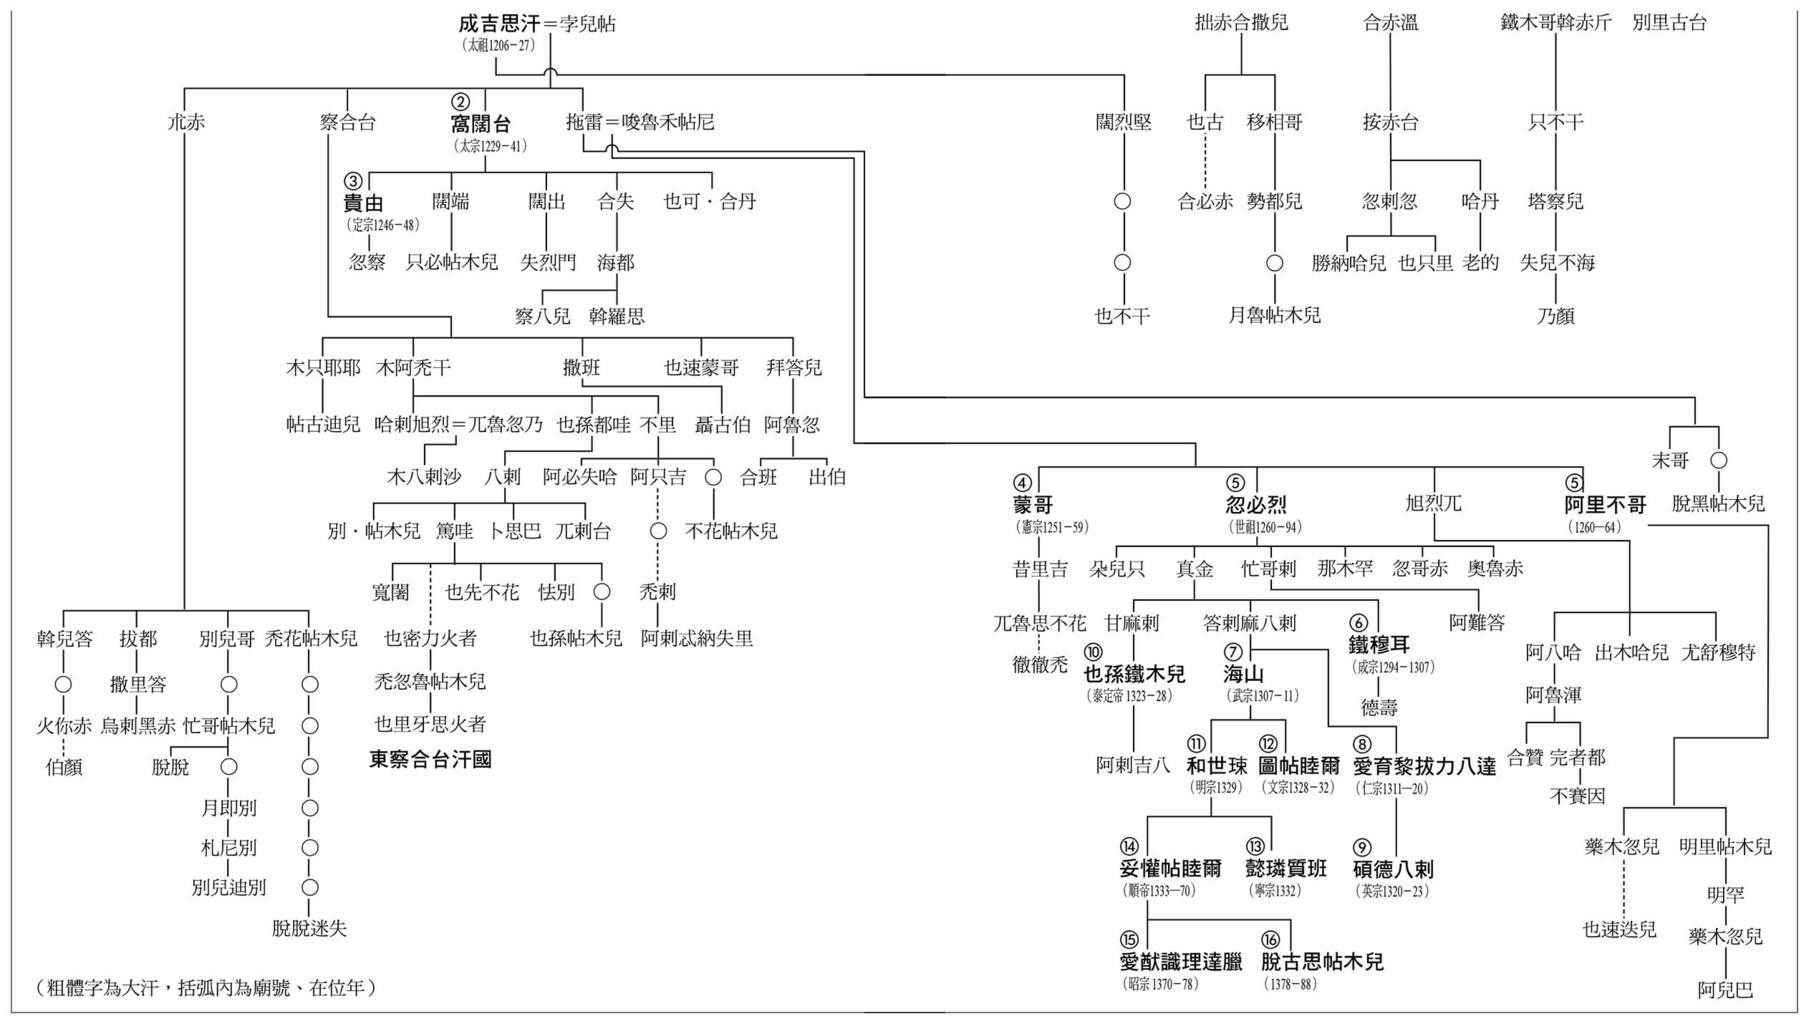 成吉思汗＝孛兒帖
（太祖1206－27）
拙赤合撒兒
合赤溫
鐵木哥斡赤斤
別里古台
朮赤
察合台
②
窩闊台
（太宗1229－41）
拖雷＝唆魯禾帖尼
闊烈堅
也古
移相哥
按赤台
只不干
③
貴由
（定宗1246－48）
闊端
闊出
合失
也可．合丹
○
合必赤
勢都兒
忽剌忽
哈丹
塔察兒
忽察
只必帖木兒
失烈門
海都
○
○
勝納哈兒
也只里
老的
失兒不海
察八兒
斡羅思
也不干
月魯帖木兒
乃顏
木只耶耶
木阿禿干
撒班
也速蒙哥
拜答兒
帖古迪兒
哈剌旭烈＝兀魯忽乃
也孫都哇
不里
聶古伯
阿魯忽
木八剌沙
八剌
阿必失哈
阿只吉
○
合班
出伯
末哥
○
別．帖木兒
篤哇
卜思巴
兀剌台
○
不花帖木兒
④
蒙哥
（憲宗1251－59）
⑤
忽必烈
（世祖1260－94）
旭烈兀
⑤
阿里不哥
（1260—64）
脫黑帖木兒
寬闍
也先不花
怯別
○
禿剌
昔里吉
朵兒只
真金
忙哥剌
那木罕
忽哥赤
奧魯赤
斡兒答
拔都
別兒哥
禿花帖木兒
也密力火者
也孫帖木兒
阿剌忒納失里
兀魯思不花
甘麻剌
答剌麻八剌
⑥
鐵穆耳
（成宗1294－1307）
阿難答
徹徹禿
⑩
也孫鐵木兒
（泰定帝 1323－28）
⑦
海山
（武宗1307－11）
德壽
阿八哈
出木哈兒
尤舒穆特
○
撒里答
○
○
禿忽魯帖木兒
阿魯渾
火你赤
烏剌黑赤
忙哥帖木兒
○
也里牙思火者
東察合台汗國
伯顏
脫脫
○
○
阿剌吉八
⑪
和世㻋
（明宗1329）
⑫
圖帖睦爾
（文宗1328－32）
⑧
愛育黎拔力八達
（仁宗1311—20）
合贊
完者都
不賽因
月即別
○
札尼別
○
別兒迪別
○
脫脫迷失
⑭
妥懽帖睦爾
（順帝1333—70）
⑬
懿璘質班
（寧宗1332）
⑨
碩德八剌
（英宗1320－23）
藥木忽兒
明里帖木兒
明罕
也速迭兒
藥木忽兒
阿兒巴
⑮
愛猷識理達臘
（昭宗 1370－78）
⑯
脫古思帖木兒
（1378－88）
（粗體字為大汗，括弧內為廟號、在位年）